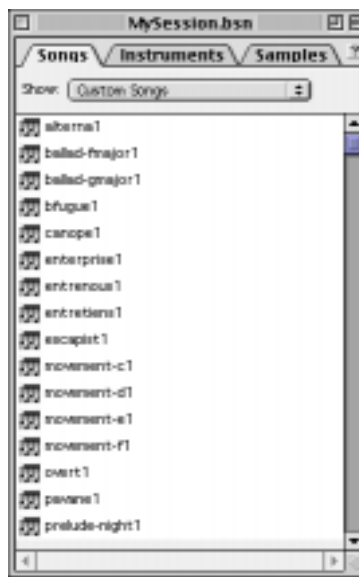 MySession.bsn
Songs Instruments Samples
Show: Custom Songs
alterna1
ballad-fmajor1
ballad-gmajor1
bfugue1
canope1
enterprise1
entrenous1
entretiens1
escapist1
movement-c1
movement-d1
movement-e1
movement-f1
overt1
pavane1
prelude-night1